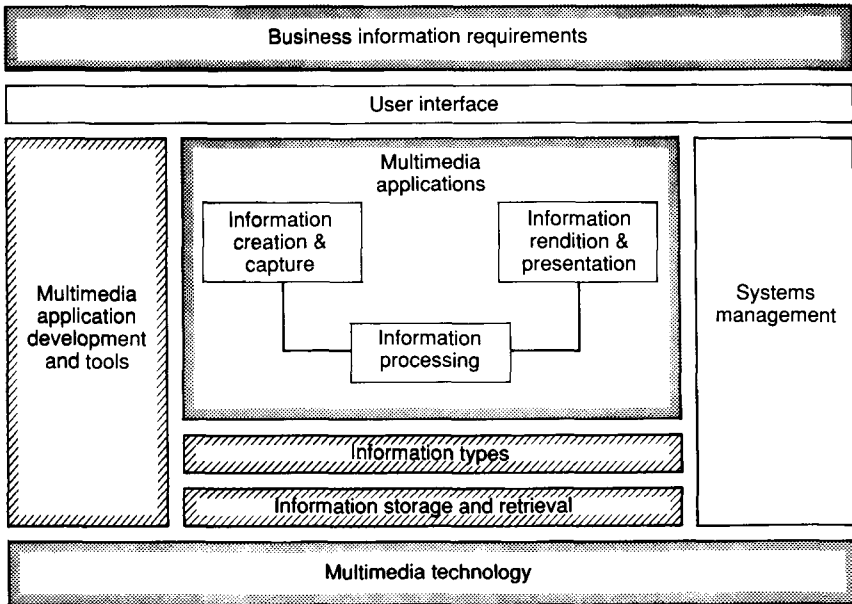 Business information requirements
User interface
Multimedia
applications
Information
creation &
capture
Information
rendition &
presentation
Information
processing
Multimedia
application
development
and tools
Systems
management
Information types
Information storage and retrieval
Multimedia technology